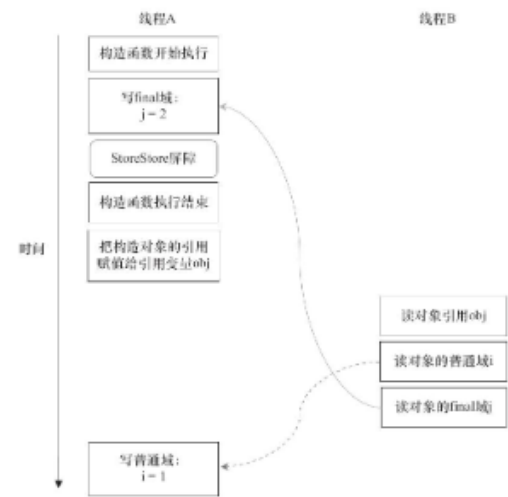 线程A
线程B
构造函数开始执行
写final域：
j = 2
StoreStore屏障
构造函数执行结束
把构造对象的引用
赋值给引用变量obj
时间
读对象引用obj
读对象的普通域i
读对象的final域j
写普通域：
i = 1